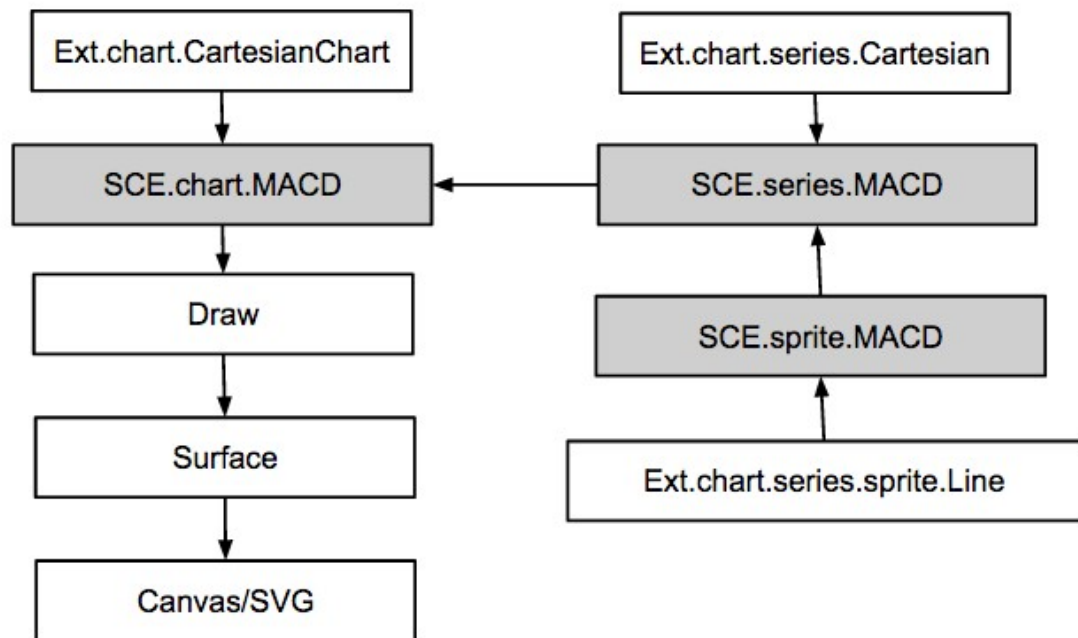 Ext.chart.CartesianChart
Ext.chart.series.Cartesian
SCE.chart.MACD
SCE.series.MACD
Draw
SCE.sprite.MACD
Surface
Ext.chart.series.sprite.Line
Canvas/SVG